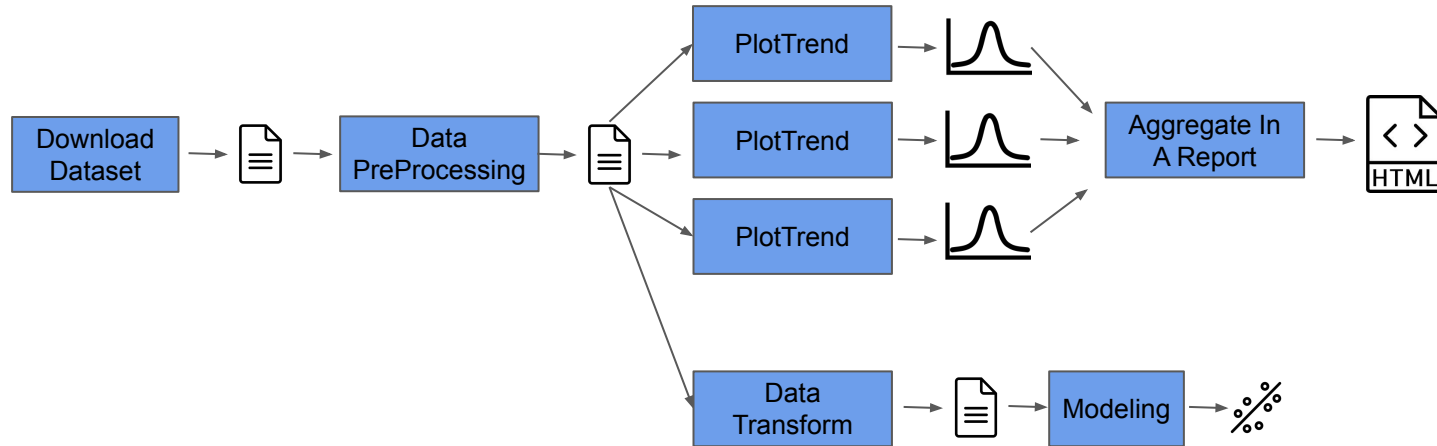 Download
Dataset
Data
PreProcessing
PlotTrend
PlotTrend
PlotTrend
Aggregate In
A Report
HTML
Data
Transform
Modeling